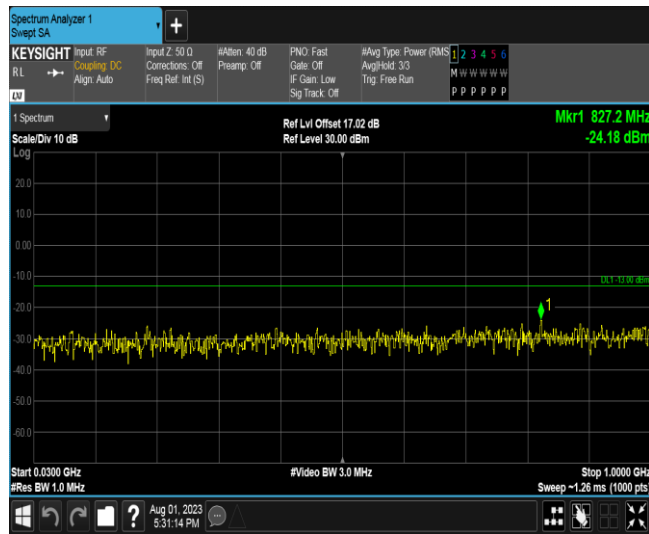 Spectrum Analyzer 1
Swept SA
+
KEYSIGHT
RL
LXI
Input: RF
Coupling: DC
Align: Auto
Input Z: 50 Ω
Corrections: Off
Freq Ref: Int (S)
#Atten: 40 dB
Preamp: Off
PNO: Fast
Gate: Off
IF Gain: Low
Sig Track: Off
#Avg Type: Power (RMS
Avg|Hold: 3/3
Trig: Free Run
1 2 3 4 5 6
M W W W W W
P P P P P P
1 Spectrum
Scale/Div 10 dB
Log
Ref Lvl Offset 17.02 dB
Ref Level 30.00 dBm
Mkr1 827.2 MHz
-24.18 dBm
20.0
10.0
0.00
-10.0
DL1 -13.00 dBm
-20.0
1
-30.0
-40.0
-50.0
-60.0
Start 0.0300 GHz
#Video BW 3.0 MHz
Stop 1.0000 GHz
#Res BW 1.0 MHz
Sweep ~1.26 ms (1000 pts)
?
Aug 01, 2023
5:31:14 PM